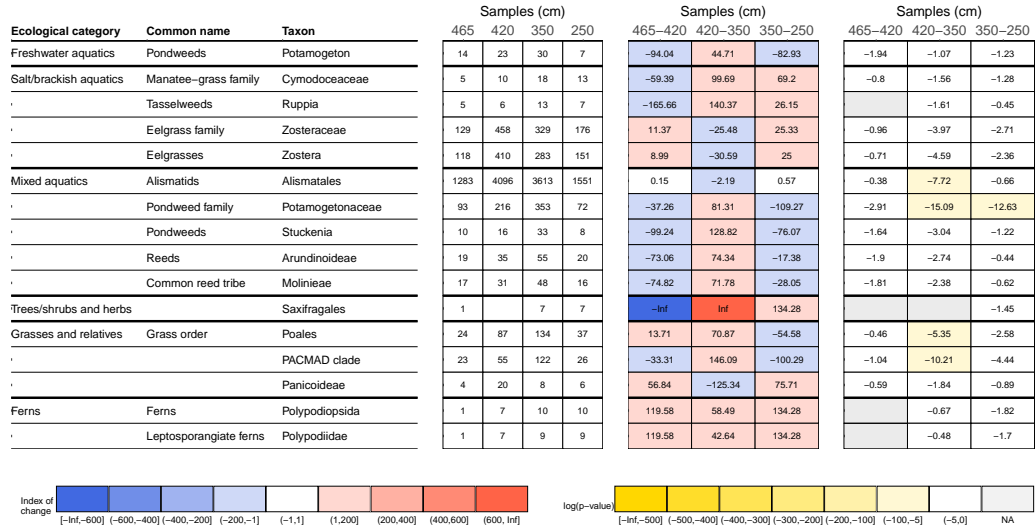 Samples (cm) Samples (cm) Samples (cm)
Ecological category Common name Taxon 465 420 350 250 465−420 420−350 350−250 465−420 420−350 350−250
Freshwater aquatics Pondweeds Potamogeton 14 23 30 7 −94.04 44.71 −82.93 −1.94 −1.07 −1.23
Salt/brackish aquatics Manatee−grass family Cymodoceaceae 5 10 18 13 −59.39 99.69 69.2 −0.8 −1.56 −1.28
" Tasselweeds Ruppia 5 6 13 7 −165.66 140.37 26.15 −1.61 −0.45
" Eelgrass family Zosteraceae 129 458 329 176 11.37 −25.48 25.33 −0.96 −3.97 −2.71
" Eelgrasses Zostera 118 410 283 151 8.99 −30.59 25 −0.71 −4.59 −2.36
Mixed aquatics Alismatids Alismatales 1283 4096 3613 1551 0.15 −2.19 0.57 −0.38 −7.72 −0.66
" Pondweed family Potamogetonaceae 93 216 353 72 −37.26 81.31 −109.27 −2.91 −15.09 −12.63
" Pondweeds Stuckenia 10 16 33 8 −99.24 128.82 −76.07 −1.64 −3.04 −1.22
" Reeds Arundinoideae 19 35 55 20 −73.06 74.34 −17.38 −1.9 −2.74 −0.44
" Common reed tribe Molinieae 17 31 48 16 −74.82 71.78 −28.05 −1.81 −2.38 −0.62
Trees/shrubs and herbs Saxifragales 1 7 7 −Inf Inf 134.28 −1.45
Grasses and relatives Grass order Poales 24 87 134 37 13.71 70.87 −54.58 −0.46 −5.35 −2.58
" PACMAD clade 23 55 122 26 −33.31 146.09 −100.29 −1.04 −10.21 −4.44
" Panicoideae 4 20 8 6 56.84 −125.34 75.71 −0.59 −1.84 −0.89
Ferns Ferns Polypodiopsida 1 7 10 10 119.58 58.49 134.28 −0.67 −1.82
" Leptosporangiate ferns Polypodiidae 1 7 9 9 119.58 42.64 134.28 −0.48 −1.7
Index of change
[−Inf,−600] (−600,−400] (−400,−200] (−200,−1] (−1,1] (1,200] (200,400] (400,600] (600, Inf]
log(p−value)
[−Inf,−500] (−500,−400] (−400,−300] (−300,−200] (−200,−100] (−100,−5] (−5,0] NA